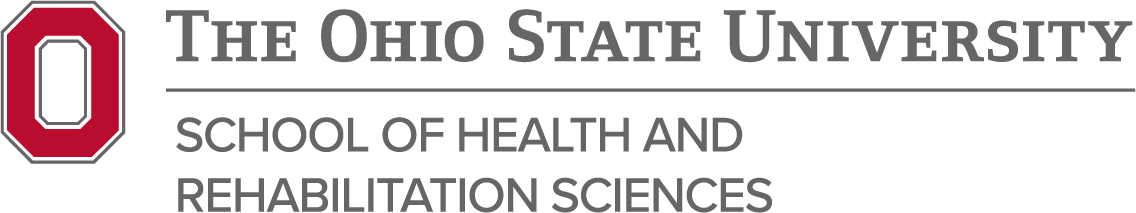 THE OHIO STATE UNIVERSITY
SCHOOL OF HEALTH AND
REHABILITATION SCIENCES